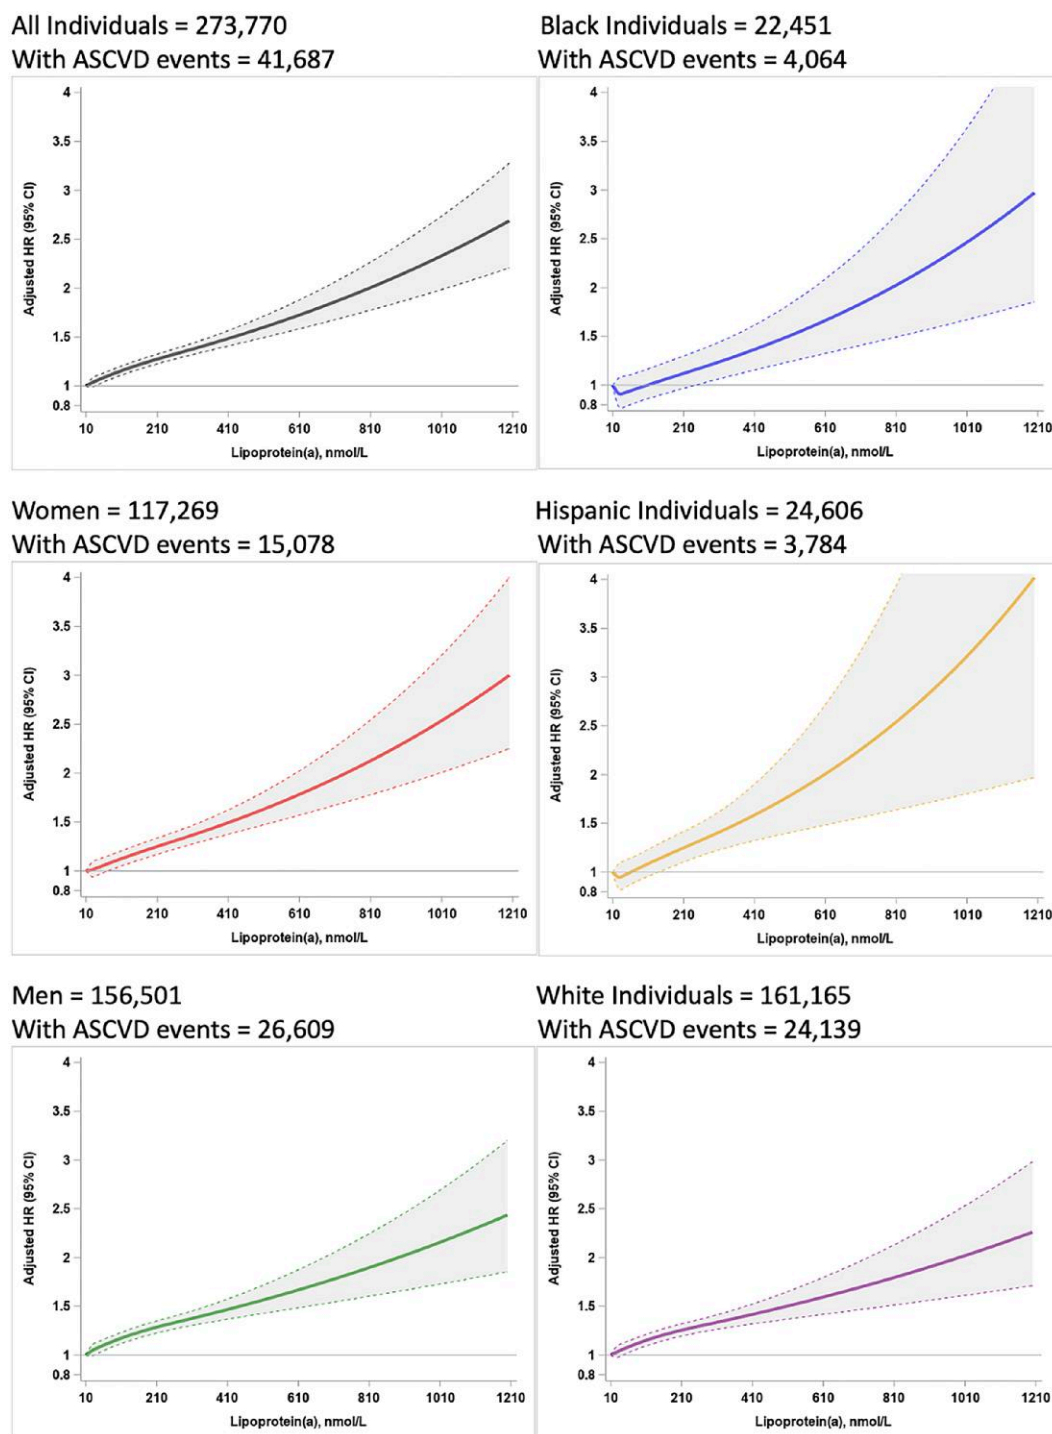 All Individuals = 273,770
With ASCVD events = 41,687
4
3.5
3
2.5
2
1.5
1
0.8
Adjusted HR (95% CI)
10 210 410 610 810 1010 1210
Lipoprotein(a), nmol/L
Black Individuals = 22,451
With ASCVD events = 4,064
4
3.5
3
2.5
2
1.5
1
0.8
Adjusted HR (95% CI)
10 210 410 610 810 1010 1210
Lipoprotein(a), nmol/L
Women = 117,269
With ASCVD events = 15,078
4
3.5
3
2.5
2
1.5
1
0.8
Adjusted HR (95% CI)
10 210 410 610 810 1010 1210
Lipoprotein(a), nmol/L
Hispanic Individuals = 24,606
With ASCVD events = 3,784
4
3.5
3
2.5
2
1.5
1
0.8
Adjusted HR (95% CI)
10 210 410 610 810 1010 1210
Lipoprotein(a), nmol/L
Men = 156,501
With ASCVD events = 26,609
4
3.5
3
2.5
2
1.5
1
0.8
Adjusted HR (95% CI)
10 210 410 610 810 1010 1210
Lipoprotein(a), nmol/L
White Individuals = 161,165
With ASCVD events = 24,139
4
3.5
3
2.5
2
1.5
1
0.8
Adjusted HR (95% CI)
10 210 410 610 810 1010 1210
Lipoprotein(a), nmol/L